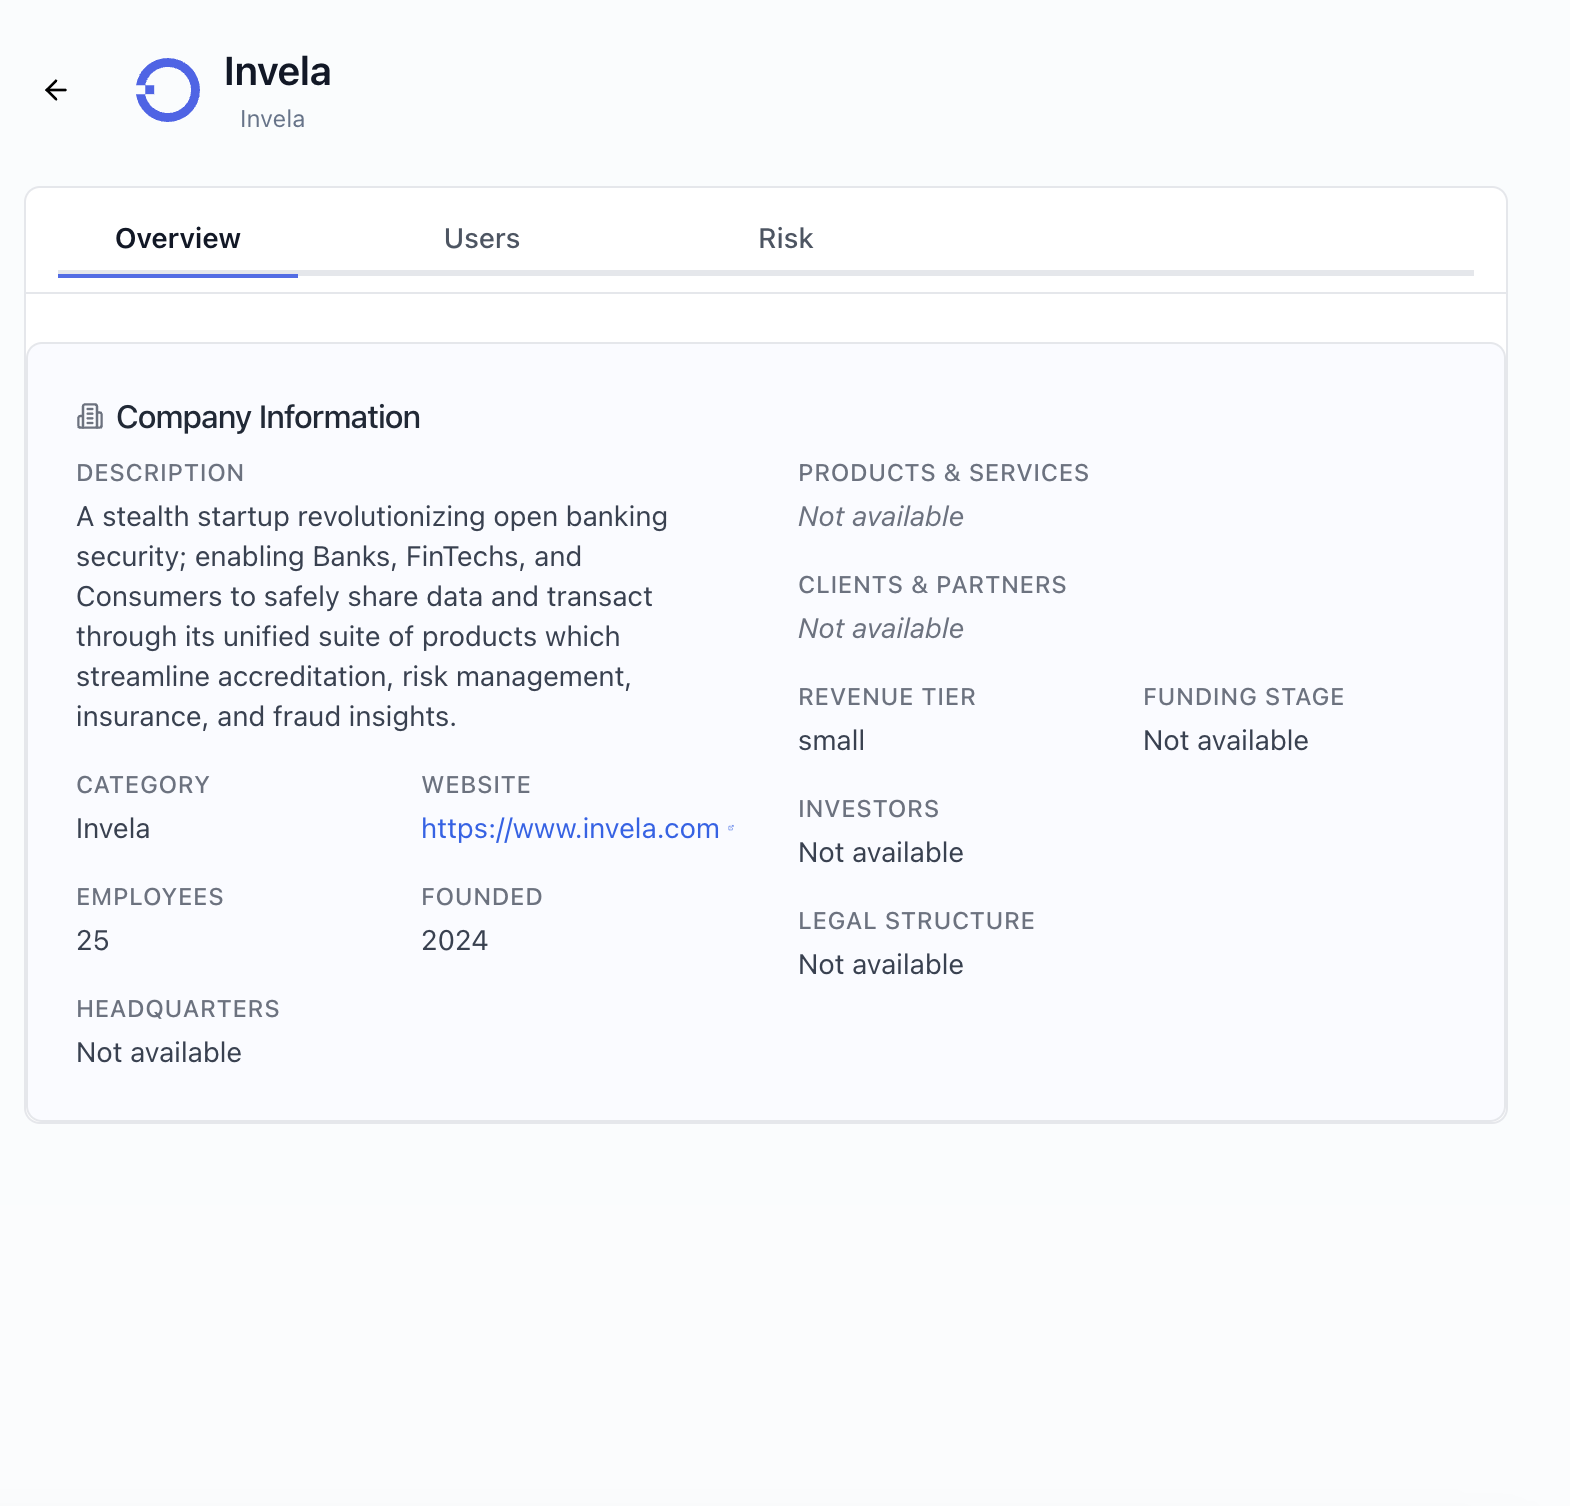 Invela
Invela
Overview
Users
Risk
Company Information
DESCRIPTION
A stealth startup revolutionizing open banking
security; enabling Banks, FinTechs, and
Consumers to safely share data and transact
through its unified suite of products which
streamline accreditation, risk management,
insurance, and fraud insights.
CATEGORY
Invela
WEBSITE
https://www.invela.com
EMPLOYEES
25
FOUNDED
2024
HEADQUARTERS
Not available
PRODUCTS & SERVICES
Not available
CLIENTS & PARTNERS
Not available
REVENUE TIER
small
FUNDING STAGE
Not available
INVESTORS
Not available
LEGAL STRUCTURE
Not available